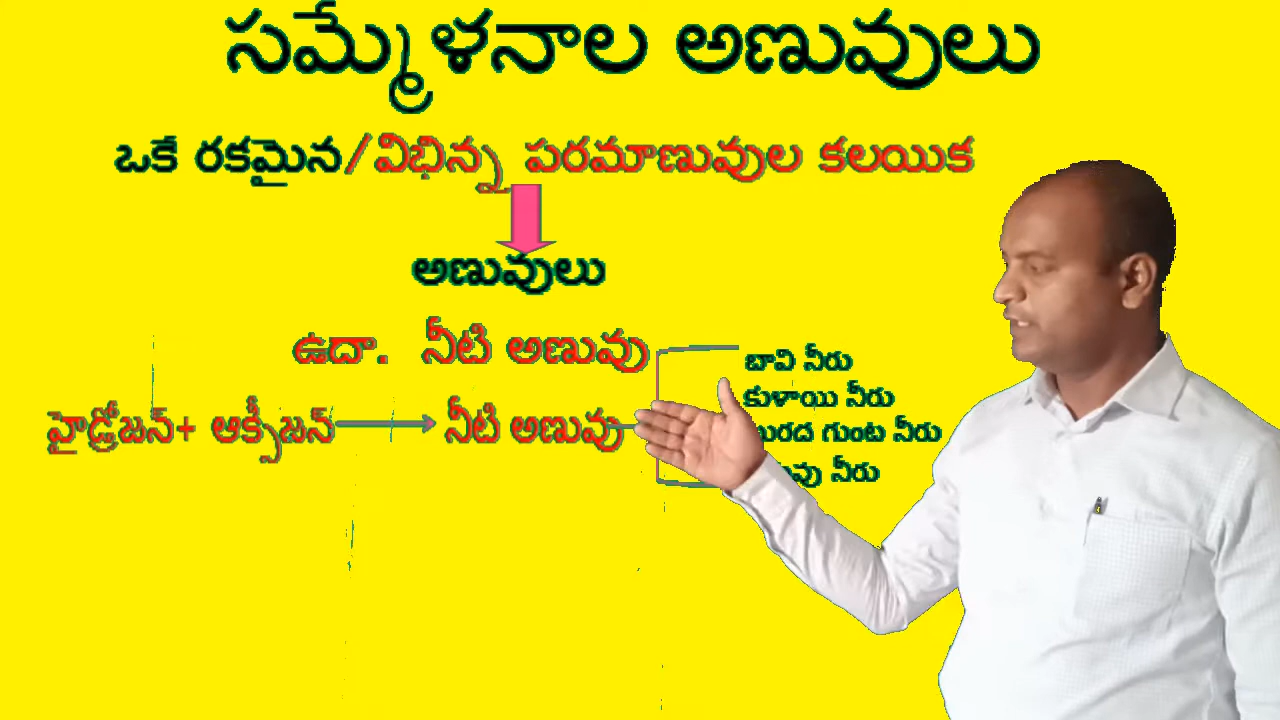 సమ్మేళనాల అణువులు
ఒకే రకమైన/విభిన్న పరమాణువుల కలయిక
అణువులు
ఉదా. నీటి అణువు
హైడ్రోజన్+ ఆక్సీజన్ నీటి అణువు
బావి నీరు
కుళాయి నీరు
గుంట నీరు
నీరు